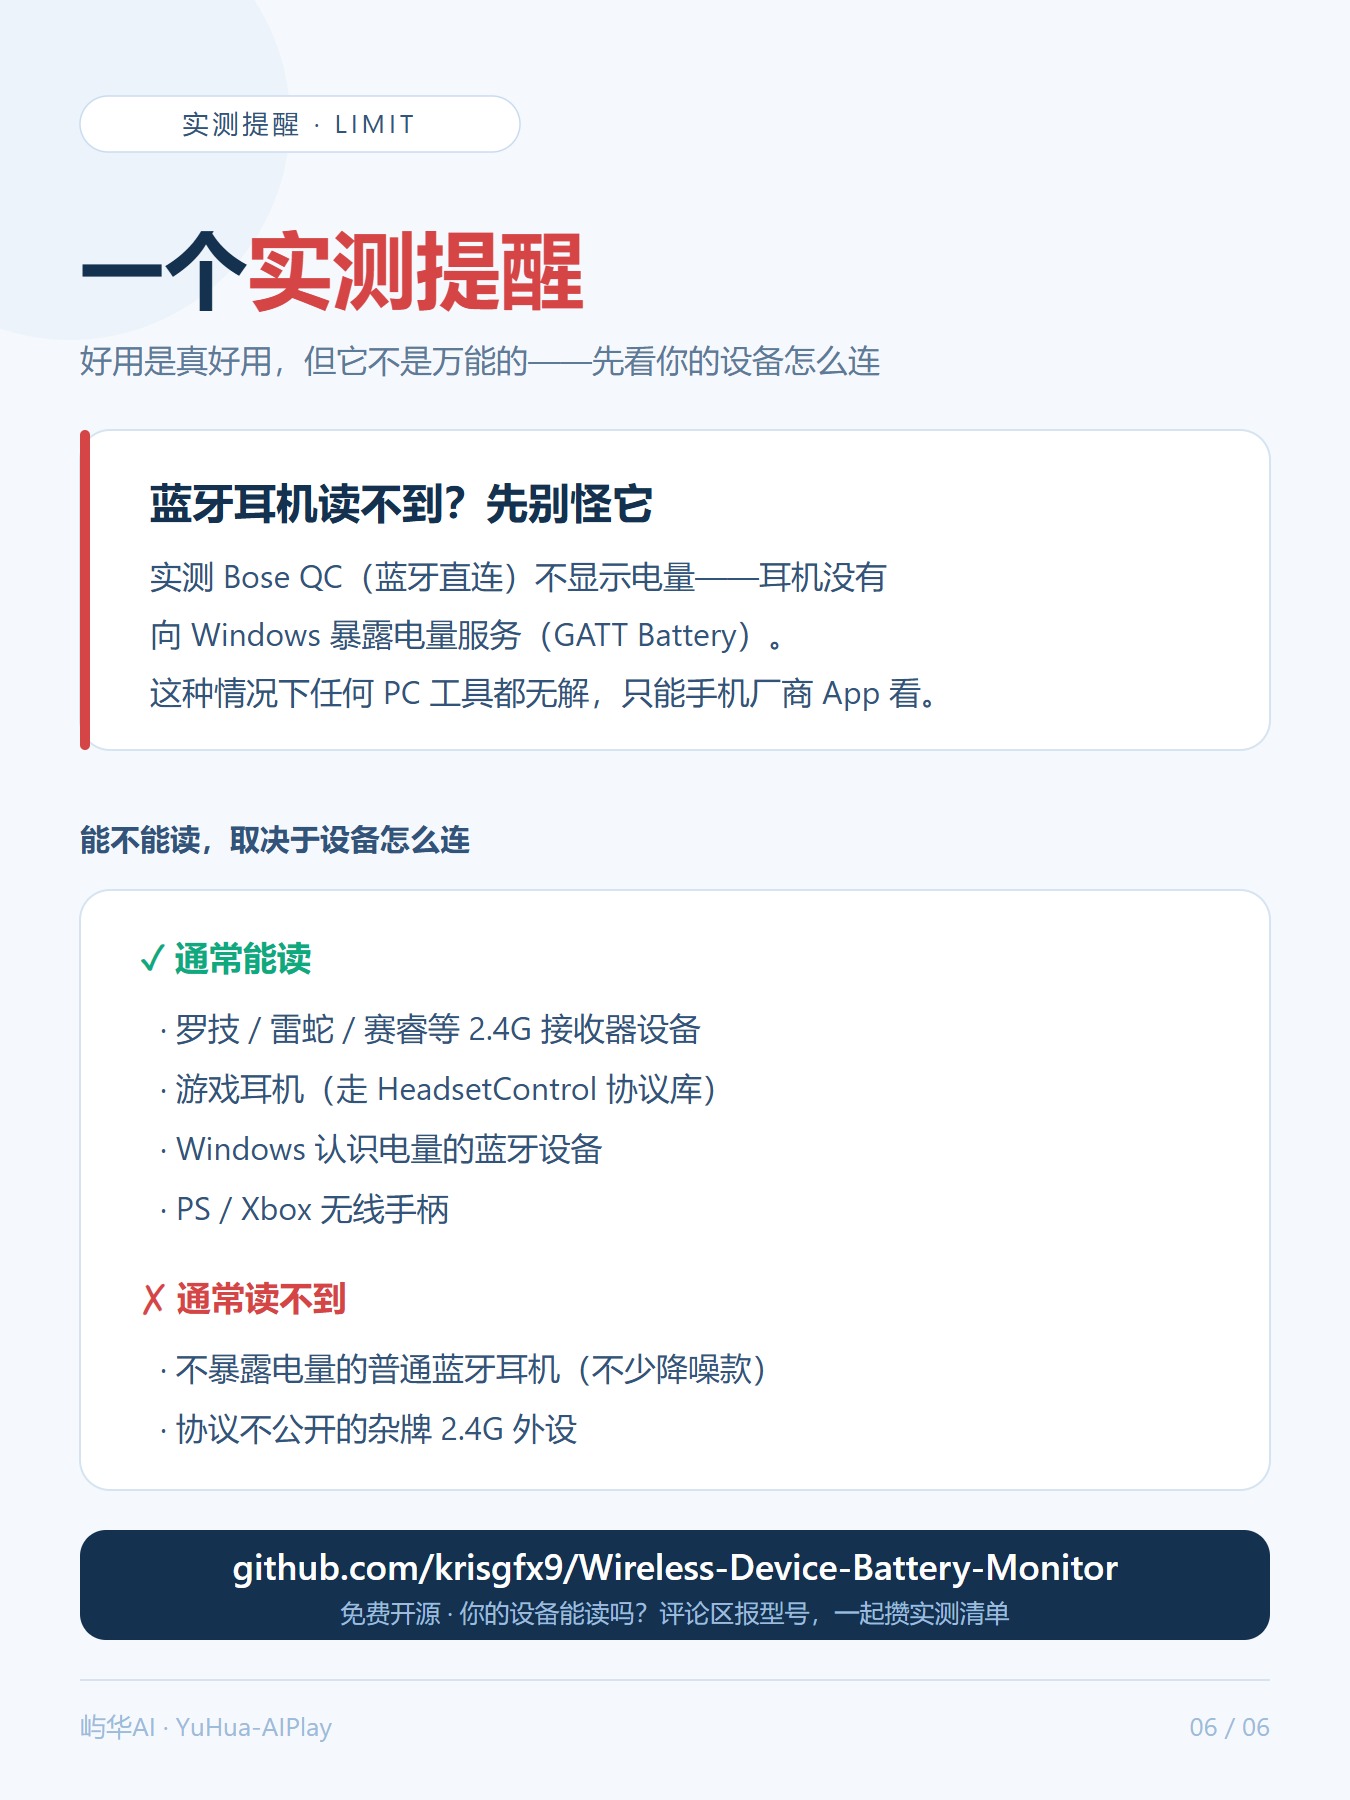 实测提醒 · LIMIT
一个实测提醒
好用是真好用，但它不是万能的——先看你的设备怎么连
蓝牙耳机读不到？先别怪它
实测 Bose QC（蓝牙直连）不显示电量——耳机没有
向 Windows 暴露电量服务（GATT Battery）。
这种情况下任何 PC 工具都无解，只能手机厂商 App 看。
能不能读，取决于设备怎么连
✓ 通常能读
· 罗技 / 雷蛇 / 赛睿等 2.4G 接收器设备
· 游戏耳机（走 HeadsetControl 协议库）
· Windows 认识电量的蓝牙设备
· PS / Xbox 无线手柄
✗ 通常读不到
· 不暴露电量的普通蓝牙耳机（不少降噪款）
· 协议不公开的杂牌 2.4G 外设
github.com/krisgfx9/Wireless-Device-Battery-Monitor
免费开源 · 你的设备能读吗？评论区报型号，一起攒实测清单
屿华AI · YuHua-AIPlay
06 / 06